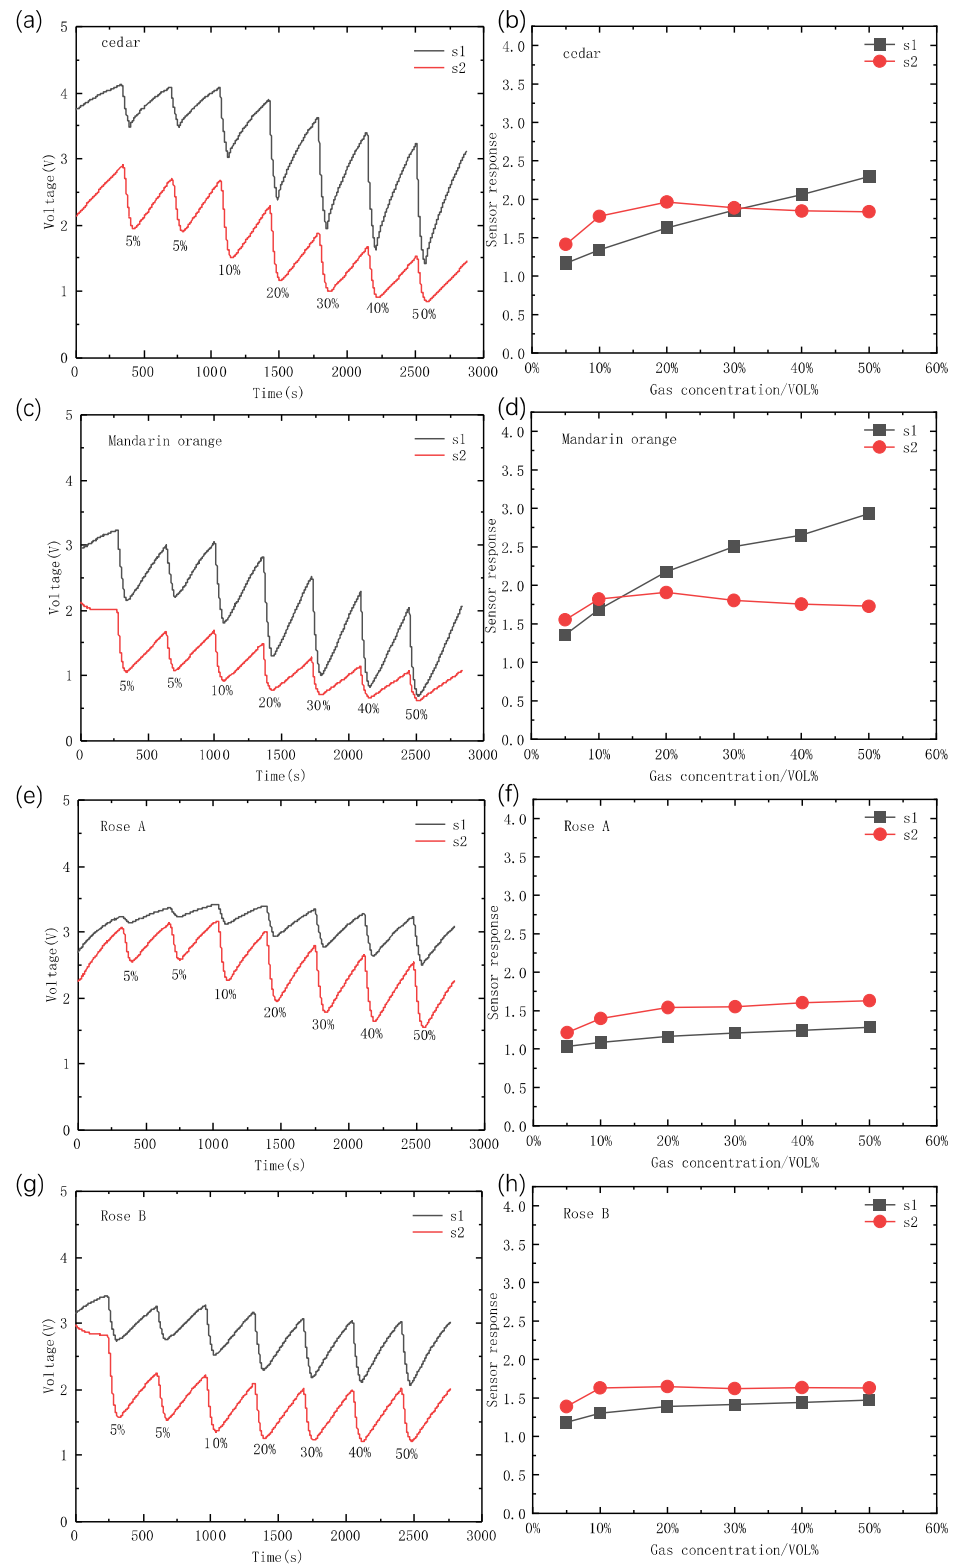 (a)
cedar
s1
s2
Voltage(V)
5
4
3
2
1
0
5%
5%
10%
20%
30%
40%
50%
0 500 1000 1500 2000 2500 3000
Time(s)
(b)
cedar
s1
s2
Sensor response
4.0
3.5
3.0
2.5
2.0
1.5
1.0
0.5
0.0
0% 10% 20% 30% 40% 50% 60%
Gas concentration/VOL%
(c)
Mandarin orange
s1
s2
Voltage(V)
5
4
3
2
1
0
5%
5%
10%
20%
30%
40%
50%
0 500 1000 1500 2000 2500 3000
Time(s)
(d)
Mandarin orange
s1
s2
Sensor response
4.0
3.5
3.0
2.5
2.0
1.5
1.0
0.5
0.0
0% 10% 20% 30% 40% 50% 60%
Gas concentration/VOL%
(e)
Rose A
s1
s2
Voltage(V)
5
4
3
2
1
0
5%
5%
10%
20%
30%
40%
50%
0 500 1000 1500 2000 2500 3000
Time(s)
(f)
Rose A
s1
s2
Sensor response
4.0
3.5
3.0
2.5
2.0
1.5
1.0
0.5
0.0
0% 10% 20% 30% 40% 50% 60%
Gas concentration/VOL%
(g)
Rose B
s1
s2
Voltage(V)
5
4
3
2
1
0
5%
5%
10%
20%
30%
40%
50%
0 500 1000 1500 2000 2500 3000
Time(s)
(h)
Rose B
s1
s2
Sensor response
4.0
3.5
3.0
2.5
2.0
1.5
1.0
0.5
0.0
0% 10% 20% 30% 40% 50% 60%
Gas concentration/VOL%